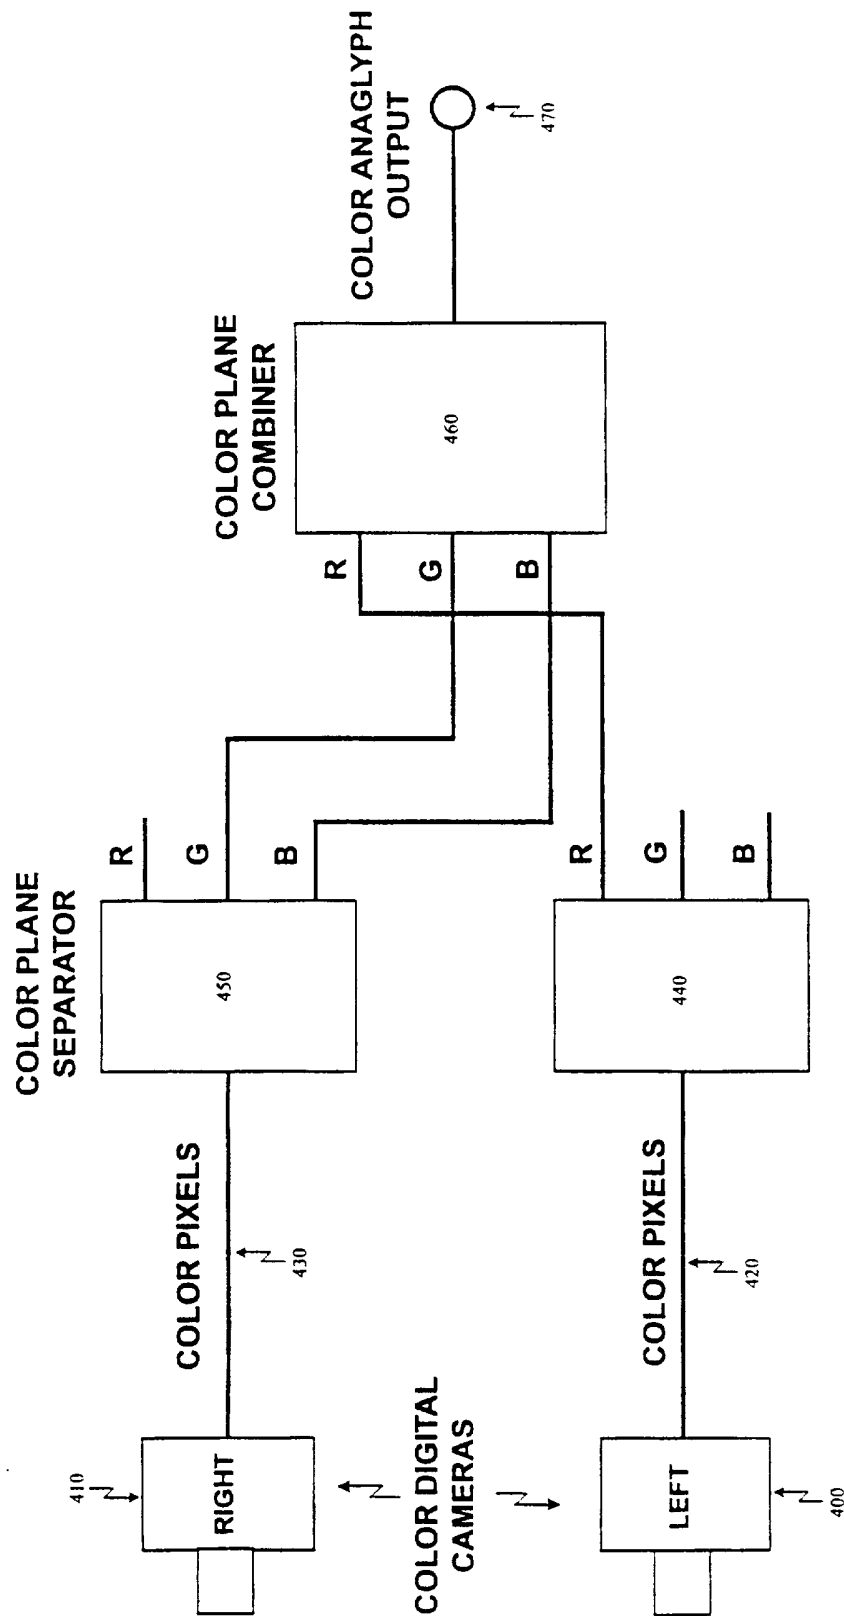 COLOR ANAGLYPH
OUTPUT
470
COLOR PLANE
COMBINER
460
R
G
B
COLOR PLANE
SEPARATOR
R
G
B
450
R
G
B
440
COLOR PIXELS
430
COLOR PIXELS
420
410
RIGHT
COLOR DIGITAL
CAMERAS
LEFT
400